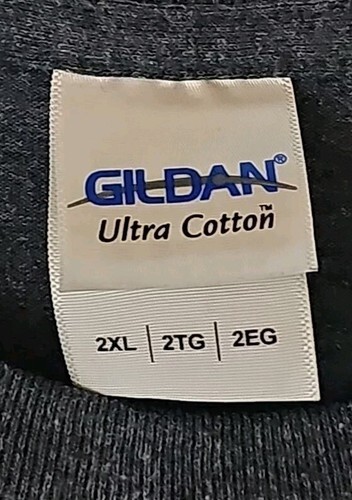 GILDAN®
Ultra Cotton™
2XL | 2TG | 2EG